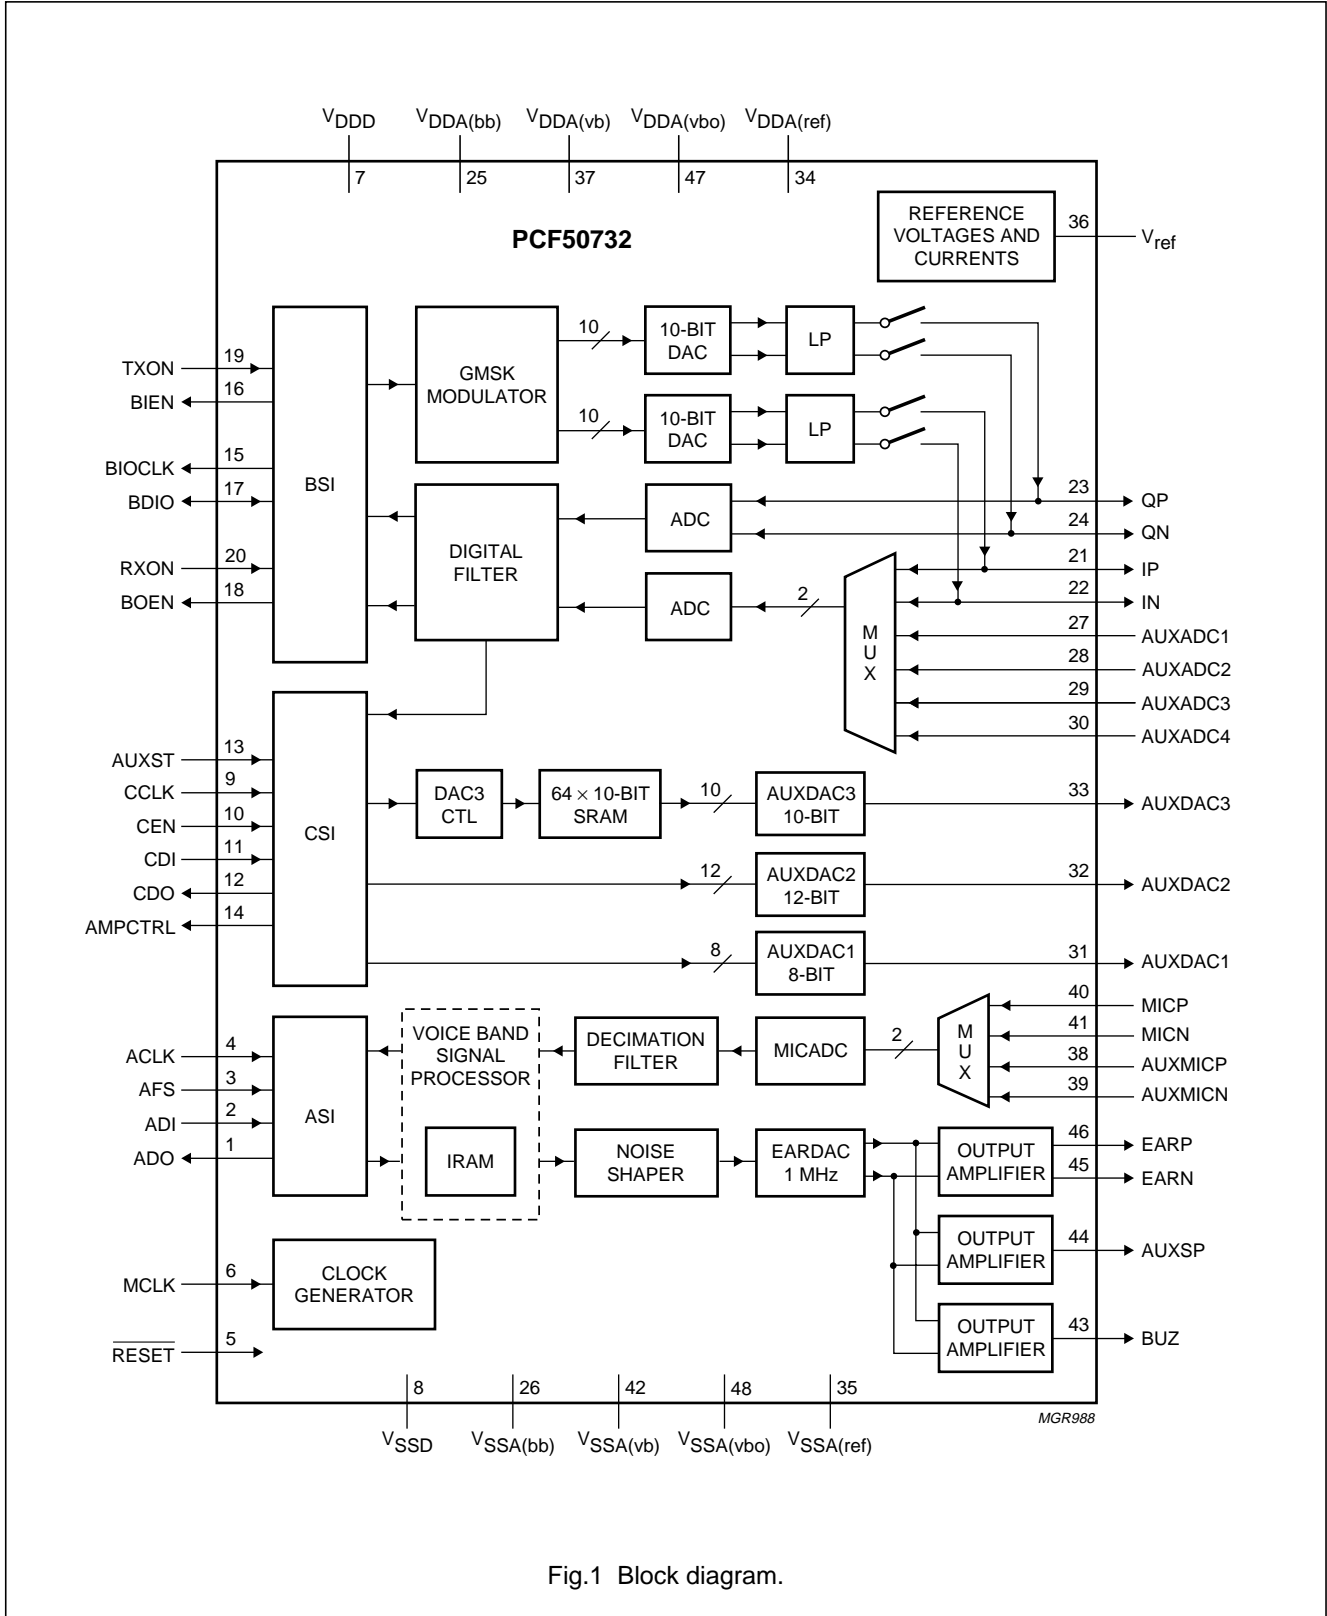 VDDD VDDA(bb) VDDA(vb) VDDA(vbo) VDDA(ref)
7 25 37 47 34
PCF50732
REFERENCE
VOLTAGES AND
CURRENTS
36
Vref
TXON
19
BIEN
16
BIOCLK
15
BDIO
17
RXON
20
BOEN
18
BSI
GMSK
MODULATOR
10
10-BIT
DAC
LP
10
10-BIT
DAC
LP
DIGITAL
FILTER
ADC
ADC
2
M
U
X
23
QP
24
QN
21
IP
22
IN
27
AUXADC1
28
AUXADC2
29
AUXADC3
30
AUXADC4
AUXST
13
CCLK
9
CEN
10
CDI
11
CDO
12
AMPCTRL
14
CSI
DAC3
CTL
64 × 10-BIT
SRAM
10
AUXDAC3
10-BIT
33
AUXDAC3
12
AUXDAC2
12-BIT
32
AUXDAC2
8
AUXDAC1
8-BIT
31
AUXDAC1
ACLK
4
AFS
3
ADI
2
ADO
1
ASI
VOICE BAND
SIGNAL
PROCESSOR
IRAM
DECIMATION
FILTER
MICADC
2
M
U
X
40
MICP
41
MICN
38
AUXMICP
39
AUXMICN
NOISE
SHAPER
EARDAC
1 MHz
OUTPUT
AMPLIFIER
46
EARP
45
EARN
OUTPUT
AMPLIFIER
44
AUXSP
OUTPUT
AMPLIFIER
43
BUZ
MCLK
6
CLOCK
GENERATOR
RESET
5
8 26 42 48 35
VSSD VSSA(bb) VSSA(vb) VSSA(vbo) VSSA(ref)
MGR988
Fig.1 Block diagram.